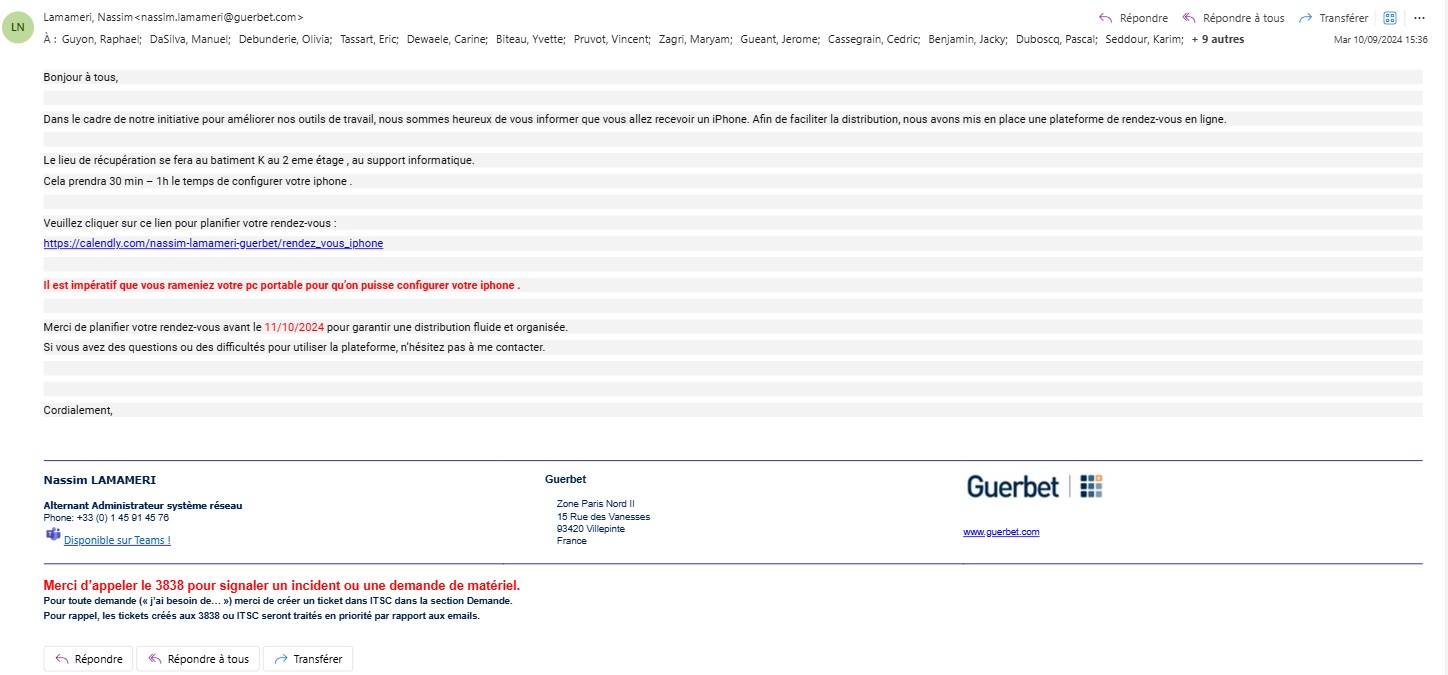 LN
Lamameri, Nassim<nassim.lamameri@guerbet.com>
Répondre Répondre à tous Transférer
À : Guyon, Raphael; DaSilva, Manuel; Debunderie, Olivia; Tassart, Eric; Dewaele, Carine; Biteau, Yvette; Pruvot, Vincent; Zagri, Maryam; Gueant, Jerome; Cassegrain, Cedric; Benjamin, Jacky; Duboscq, Pascal; Seddour, Karim; + 9 autres
Mar 10/09/2024 15:36
Bonjour à tous,
Dans le cadre de notre initiative pour améliorer nos outils de travail, nous sommes heureux de vous informer que vous allez recevoir un iPhone. Afin de faciliter la distribution, nous avons mis en place une plateforme de rendez-vous en ligne.
Le lieu de récupération se fera au batiment K au 2 eme étage , au support informatique.
Cela prendra 30 min – 1h le temps de configurer votre iphone .
Veuillez cliquer sur ce lien pour planifier votre rendez-vous :
https://calendly.com/nassim-lamameri-guerbet/rendez_vous_iphone
Il est impératif que vous rameniez votre pc portable pour qu'on puisse configurer votre iphone .
Merci de planifier votre rendez-vous avant le 11/10/2024 pour garantir une distribution fluide et organisée.
Si vous avez des questions ou des difficultés pour utiliser la plateforme, n'hésitez pas à me contacter.
Cordialement,
Nassim LAMAMERI
Alternant Administrateur système réseau
Phone: +33 (0) 1 45 91 45 76
Disponible sur Teams !
Guerbet
Zone Paris Nord II
15 Rue des Vanesses
93420 Villepinte
France
Guerbet
www.guerbet.com
Merci d'appeler le 3838 pour signaler un incident ou une demande de matériel.
Pour toute demande (« j'ai besoin de... ») merci de créer un ticket dans ITSC dans la section Demande.
Pour rappel, les tickets créés aux 3838 ou ITSC seront traités en priorité par rapport aux emails.
Répondre Répondre à tous Transférer